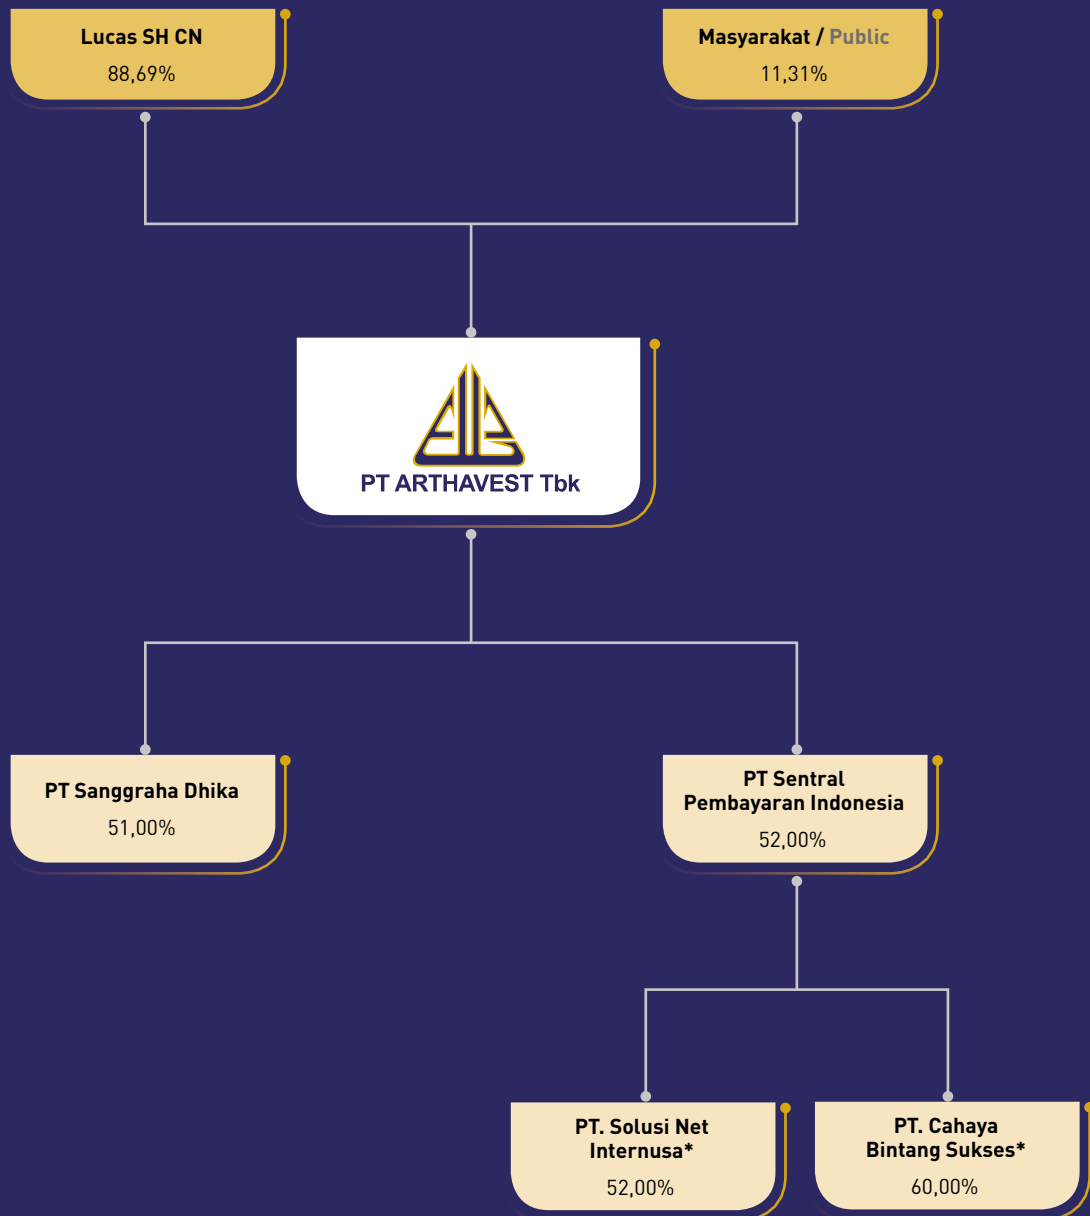 Lucas SH CN
88,69%
Masyarakat / Public
11,31%
PT ARTHAVEST Tbk
PT Sanggraha Dhika
51,00%
PT Sentral
Pembayaran Indonesia
52,00%
PT. Solusi Net
Internusa*
52,00%
PT. Cahaya
Bintang Sukses*
60,00%